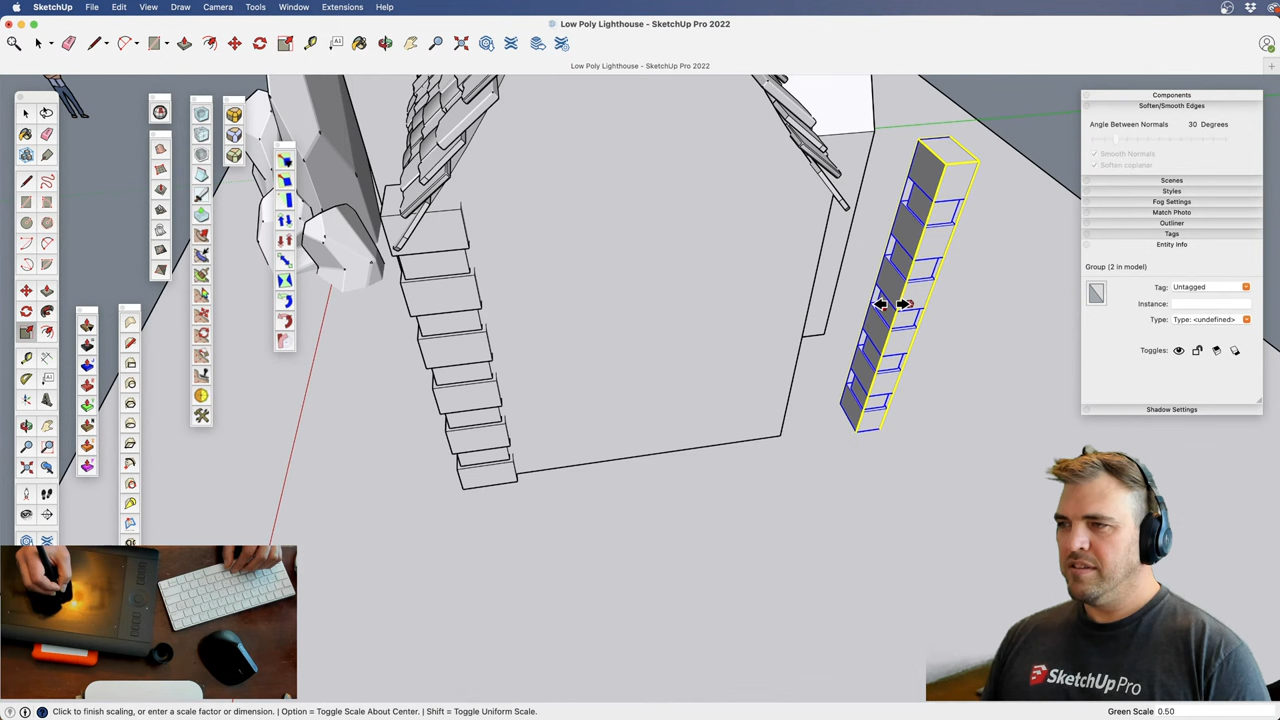 SketchUp File Edit View Draw Camera Tools Window Extensions Help
Low Poly Lighthouse - SketchUp Pro 2022
A1
Low Poly Lighthouse - SketchUp Pro 2022
Components
Soften/Smooth Edges
Angle Between Normals 30 Degrees
Smooth Normals
Soften coplanar
Scenes
Styles
Fog Settings
Match Photo
Outliner
Tags
Entity Info
Group (2 in model)
Tag: Untagged
Instance:
Type: Type: <undefined>
Toggles:
Shadow Settings
SketchUp Pro
Click to finish scaling, or enter a scale factor or dimension. | Option = Toggle Scale About Center. | Shift = Toggle Uniform Scale.
Green Scale 0.50